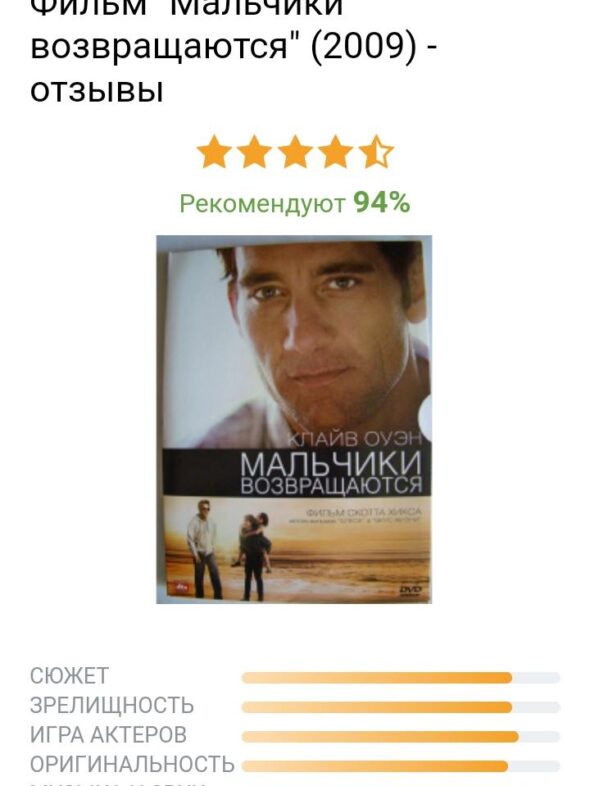 Фильм "Мальчики
возвращаются" (2009) -
отзывы
Рекомендуют 94%
КЛАЙВ ОУЭН
МАЛЬЧИКИ
ВОЗВРАЩАЮТСЯ
ФИЛЬМ СКОТТА ХИКСА
DVD
СЮЖЕТ
ЗРЕЛИЩНОСТЬ
ИГРА АКТЕРОВ
ОРИГИНАЛЬНОСТЬ